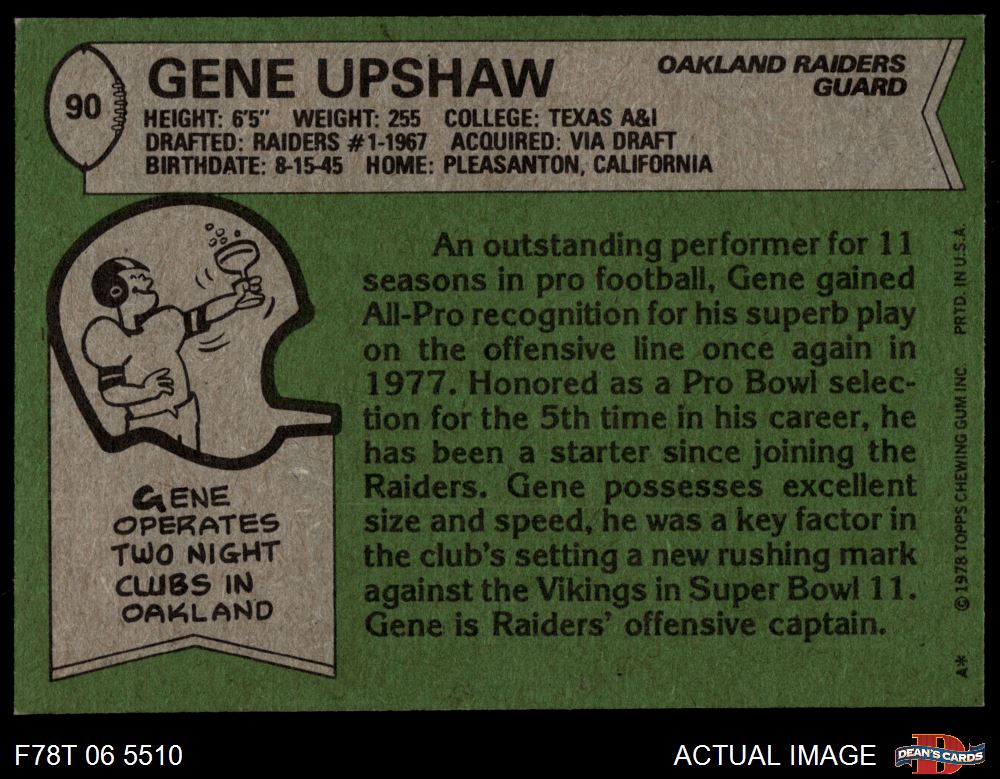 90
GENE UPSHAW
OAKLAND RAIDERS
GUARD
HEIGHT: 6'5" WEIGHT: 255 COLLEGE: TEXAS A&I
DRAFTED: RAIDERS #1-1967 ACQUIRED: VIA DRAFT
BIRTHDATE: 8-15-45 HOME: PLEASANTON, CALIFORNIA
GENE
OPERATES
TWO NIGHT
CLUBS IN
OAKLAND
An outstanding performer for 11
seasons in pro football, Gene gained
All-Pro recognition for his superb play
on the offensive line once again in
1977. Honored as a Pro Bowl selec-
tion for the 5th time in his career, he
has been a starter since joining the
Raiders. Gene possesses excellent
size and speed, he was a key factor in
the club's setting a new rushing mark
against the Vikings in Super Bowl 11.
Gene is Raiders' offensive captain.
A* © 1978 TOPPS CHEWING GUM INC. PRTD. IN U.S.A.
F78T 06 5510
ACTUAL IMAGE
D
DEAN'S CARDS